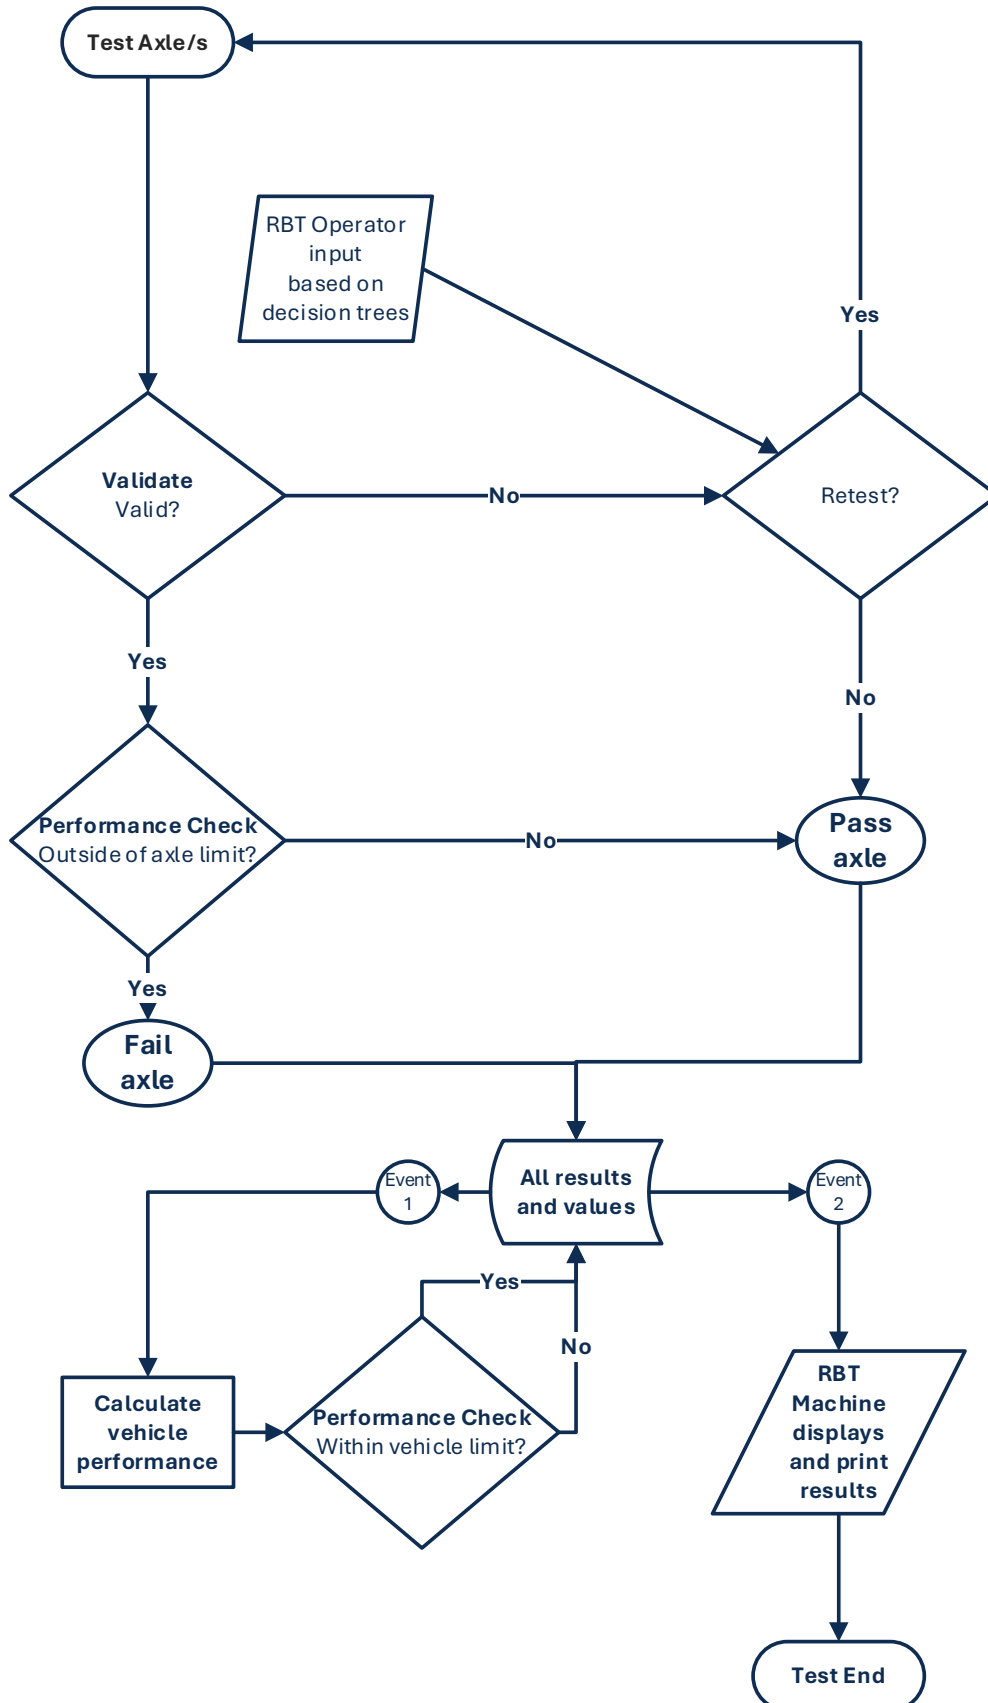 Test Axle/s
RBT Operator
input
based on
decision trees
Yes
Validate
Valid?
No
Retest?
Yes
No
Performance Check
Outside of axle limit?
No
Pass
axle
Yes
Fail
axle
Event
1
All results
and values
Event
2
Yes
No
Calculate
vehicle
performance
Performance Check
Within vehicle limit?
RBT
Machine
displays
and print
results
Test End